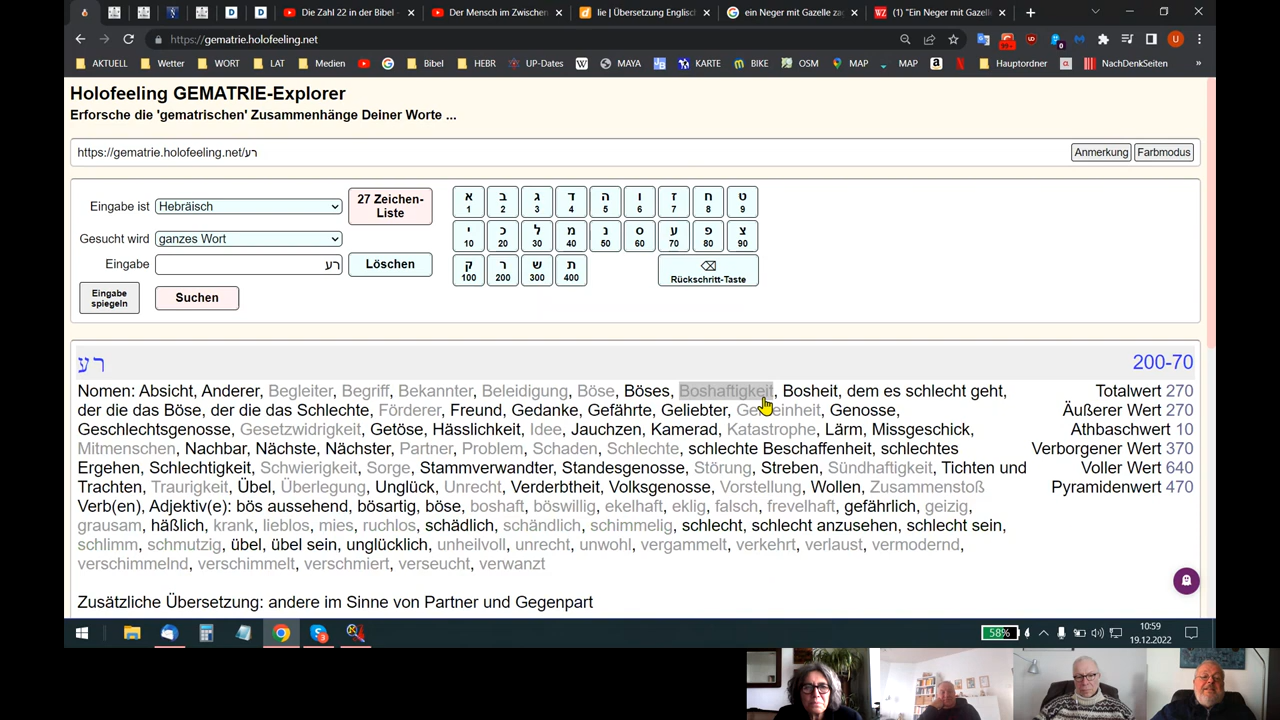 Die Zahl 22 in der Bibel -
Der Mensch im Zwischen
lie | Übersetzung Englisc
ein Neger mit Gazelle zag
(1) "Ein Neger mit Gazelle
https://gematrie.holofeeling.net
AKTUELL Wetter WORT LAT Medien Bibel HEBR UP-Dates MAYA KARTE BIKE OSM MAP MAP Hauptordner NachDenkSeiten
Holofeeling GEMATRIE-Explorer
Erforsche die 'gematrischen' Zusammenhänge Deiner Worte ...
https://gematrie.holofeeling.net/רע
Anmerkung Farbmodus
Eingabe ist Hebräisch
27 Zeichen-Liste
Gesucht wird ganzes Wort
Eingabe רע
Löschen
Eingabe spiegeln
Suchen
א ב ג ד ה ו ז ח ט
1 2 3 4 5 6 7 8 9
י כ ל מ נ ס ע פ צ
10 20 30 40 50 60 70 80 90
ק ר ש ת
100 200 300 400
Rückschritt-Taste
רע 200-70
Nomen: Absicht, Anderer, Begleiter, Begriff, Bekannter, Beleidigung, Böse, Böses, Boshaftigkeit, Bosheit, dem es schlecht geht,
der die das Böse, der die das Schlechte, Förderer, Freund, Gedanke, Gefährte, Geliebter, Genosse,
Geschlechtsgenosse, Gesetzwidrigkeit, Getöse, Hässlichkeit, Idee, Jauchzen, Kamerad, Katastrophe, Lärm, Missgeschick,
Mitmenschen, Nachbar, Nächste, Nächster, Partner, Problem, Schaden, Schlechte, schlechte Beschaffenheit, schlechtes
Ergehen, Schlechtigkeit, Schwierigkeit, Sorge, Stammverwandter, Standesgenosse, Störung, Streben, Sündhaftigkeit, Tichten und
Trachten, Traurigkeit, Übel, Überlegung, Unglück, Unrecht, Verderbtheit, Volksgenosse, Vorstellung, Wollen, Zusammenstoß
Verb(en), Adjektiv(e): bös aussehend, bösartig, böse, boshaft, böswillig, ekelhaft, eklig, falsch, frevelhaft, gefährlich, geizig,
grausam, häßlich, krank, lieblos, mies, ruchlos, schädlich, schändlich, schimmelig, schlecht, schlecht anzusehen, schlecht sein,
schlimm, schmutzig, übel, übel sein, unglücklich, unheilvoll, unrecht, unwohl, vergammelt, verkehrt, verlaust, vermodernd,
verschimmelnd, verschimmelt, verschmiert, verseucht, verwanzt
Zusätzliche Übersetzung: andere im Sinne von Partner und Gegenpart
Totalwert 270
Äußerer Wert 270
Athbaschwert 10
Verborgener Wert 370
Voller Wert 640
Pyramidenwert 470
58%
10:59
19.12.2022